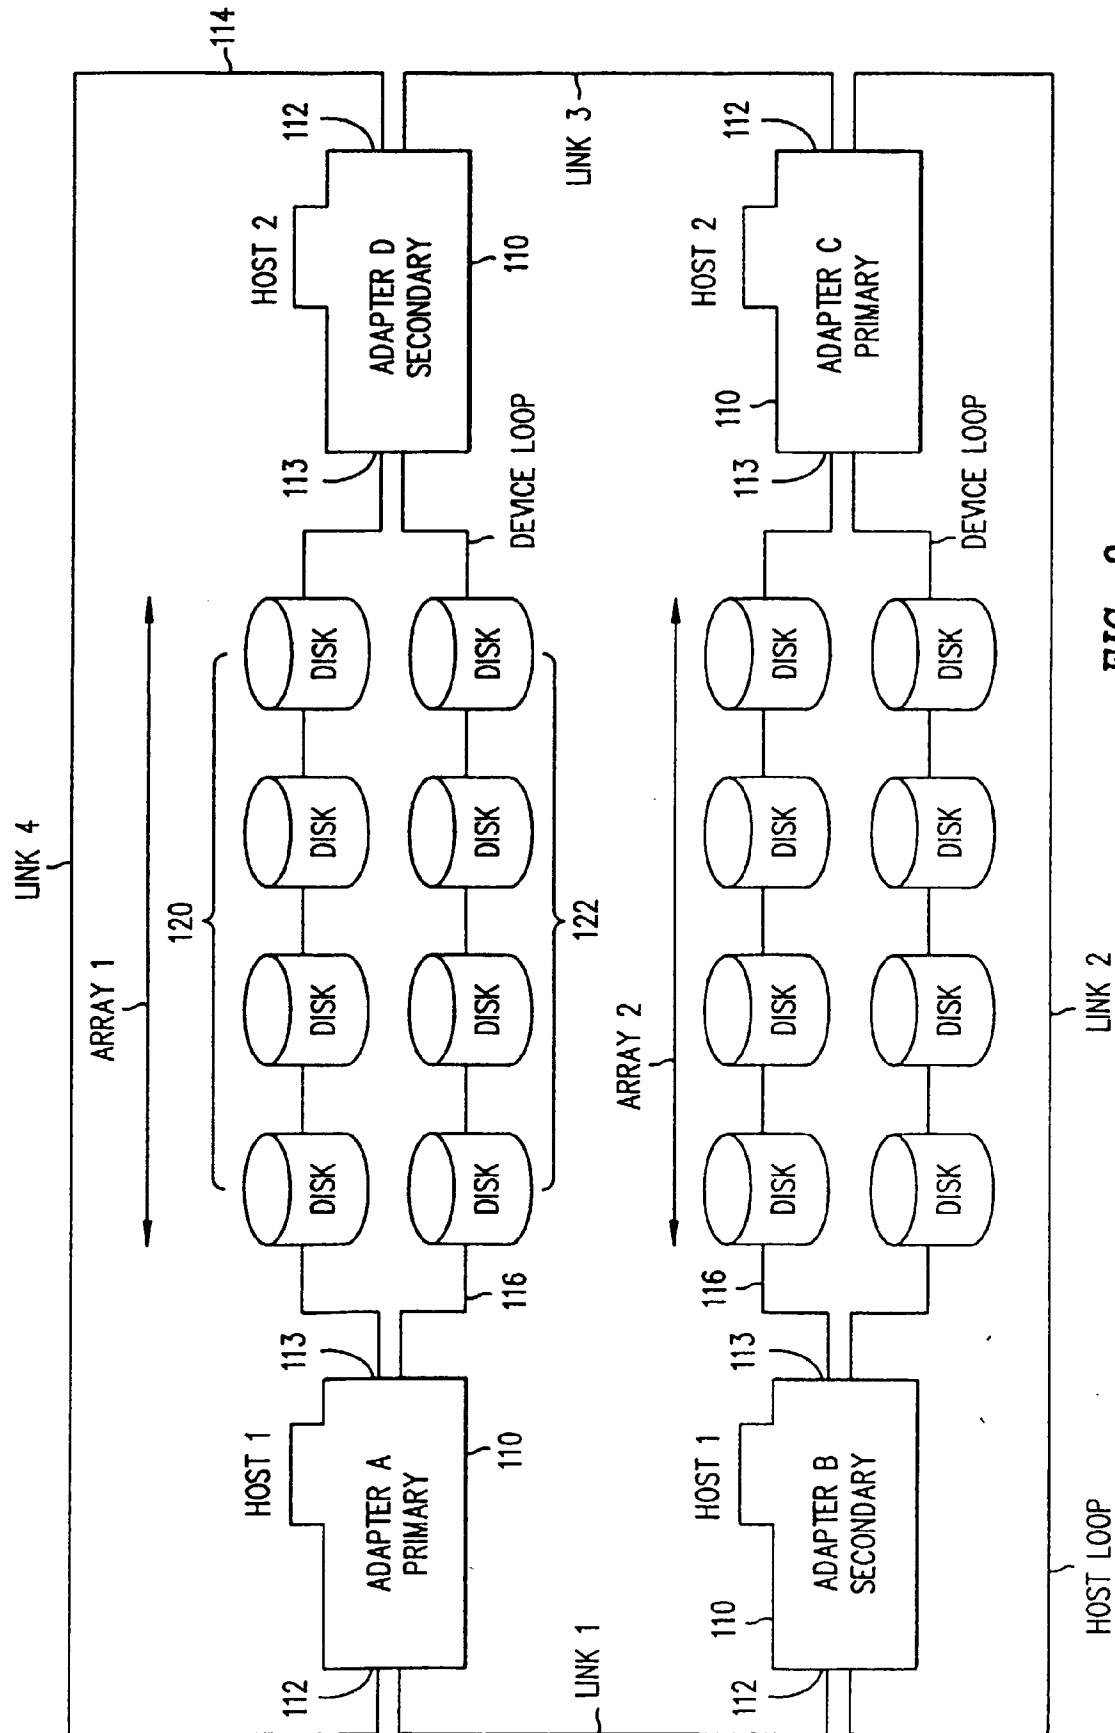 LINK 4
114
ARRAY 1
120
HOST 1
HOST 2
112
113
113
112
ADAPTER A
PRIMARY
DISK
DISK
DISK
DISK
ADAPTER D
SECONDARY
110
116
DISK
DISK
DISK
DISK
DEVICE LOOP
110
122
LINK 1
LINK 3
ARRAY 2
HOST 1
HOST 2
110
112
113
116
113
110
112
ADAPTER B
SECONDARY
DISK
DISK
DISK
DISK
ADAPTER C
PRIMARY
DISK
DISK
DISK
DISK
DEVICE LOOP
HOST LOOP
LINK 2
FIG.